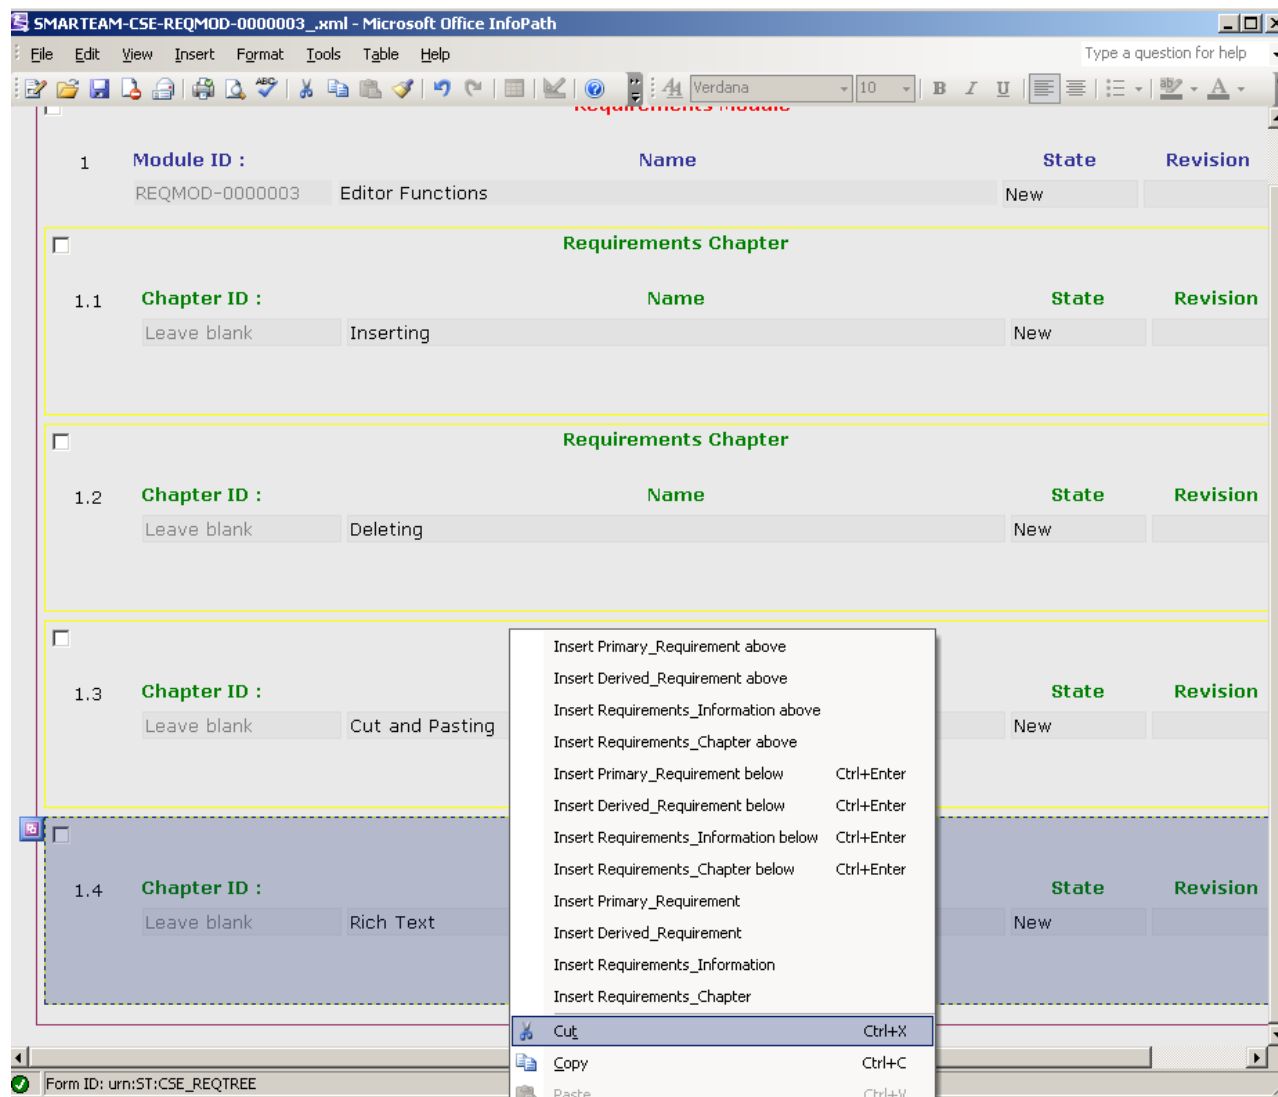 SMARTEAM-CSE-REQMOD-0000003_.xml - Microsoft Office InfoPath
File Edit View Insert Format Tools Table Help Type a question for help
Verdana 10 B I U A
Requirements Module
1 Module ID : Name State Revision
REQMOD-0000003 Editor Functions New
Requirements Chapter
1.1 Chapter ID : Name State Revision
Leave blank Inserting New
Requirements Chapter
1.2 Chapter ID : Name State Revision
Leave blank Deleting New
1.3 Chapter ID : State Revision
Leave blank Cut and Pasting New
1.4 Chapter ID : State Revision
Leave blank Rich Text New
Insert Primary_Requirement above
Insert Derived_Requirement above
Insert Requirements_Information above
Insert Requirements_Chapter above
Insert Primary_Requirement below Ctrl+Enter
Insert Derived_Requirement below Ctrl+Enter
Insert Requirements_Information below Ctrl+Enter
Insert Requirements_Chapter below Ctrl+Enter
Insert Primary_Requirement
Insert Derived_Requirement
Insert Requirements_Information
Insert Requirements_Chapter
Cut Ctrl+X
Copy Ctrl+C
Paste Ctrl+V
Form ID: urn:ST:CSE_REQTREE